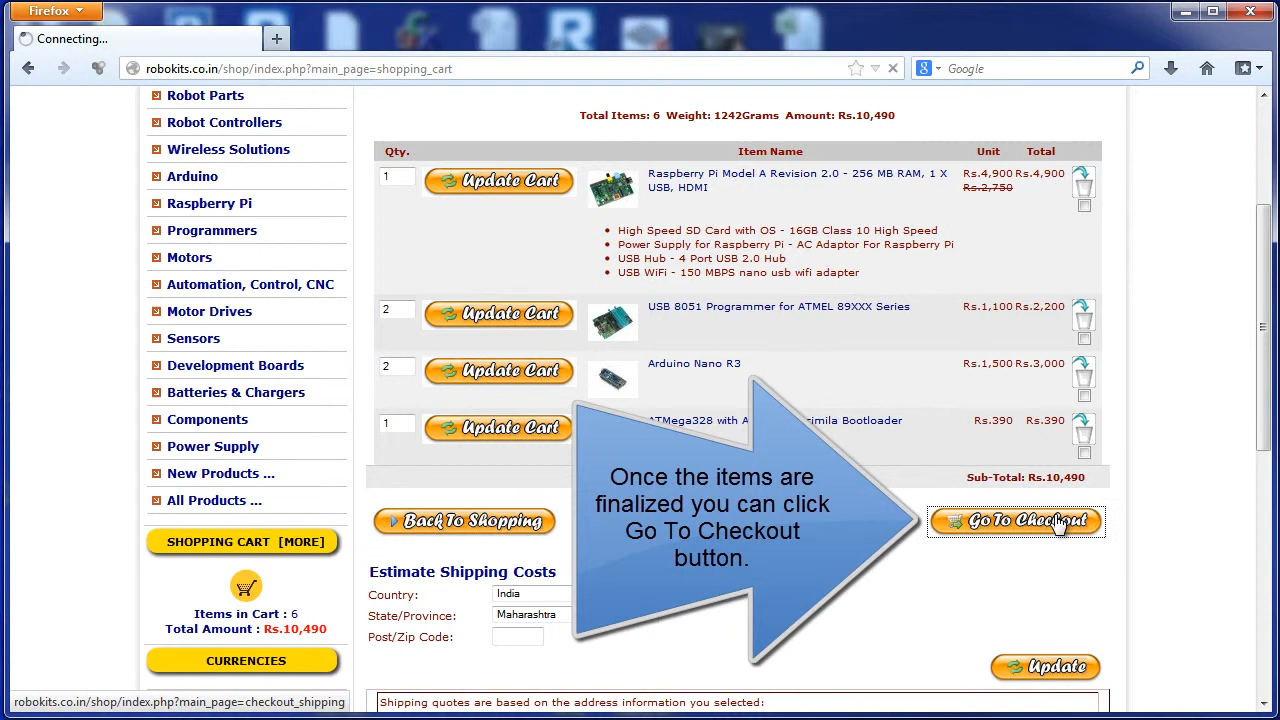 Firefox
Connecting...
robokits.co.in/shop/index.php?main_page=shopping_cart
Google
Robot Parts
Robot Controllers
Wireless Solutions
Arduino
Raspberry Pi
Programmers
Motors
Automation, Control, CNC
Motor Drives
Sensors
Development Boards
Batteries & Chargers
Components
Power Supply
New Products ...
All Products ...
SHOPPING CART [MORE]
Items in Cart : 6
Total Amount : Rs.10,490
CURRENCIES
Total Items: 6 Weight: 1242Grams Amount: Rs.10,490
Qty. Item Name Unit Total
1 Update Cart Raspberry Pi Model A Revision 2.0 - 256 MB RAM, 1 X Rs.4,900 Rs.4,900
USB, HDMI Rs.2,750
High Speed SD Card with OS - 16GB Class 10 High Speed
Power Supply for Raspberry Pi - AC Adaptor For Raspberry Pi
USB Hub - 4 Port USB 2.0 Hub
USB WiFi - 150 MBPS nano usb wifi adapter
2 Update Cart USB 8051 Programmer for ATMEL 89XXX Series Rs.1,100 Rs.2,200
2 Update Cart Arduino Nano R3 Rs.1,500 Rs.3,000
1 Update Cart ATMega328 with A imila Bootloader Rs.390 Rs.390
Sub-Total: Rs.10,490
Back To Shopping
Go To Checkout
Once the items are
finalized you can click
Go To Checkout
button.
Estimate Shipping Costs
Country: India
State/Province: Maharashtra
Post/Zip Code:
Update
Shipping quotes are based on the address information you selected:
robokits.co.in/shop/index.php?main_page=checkout_shipping